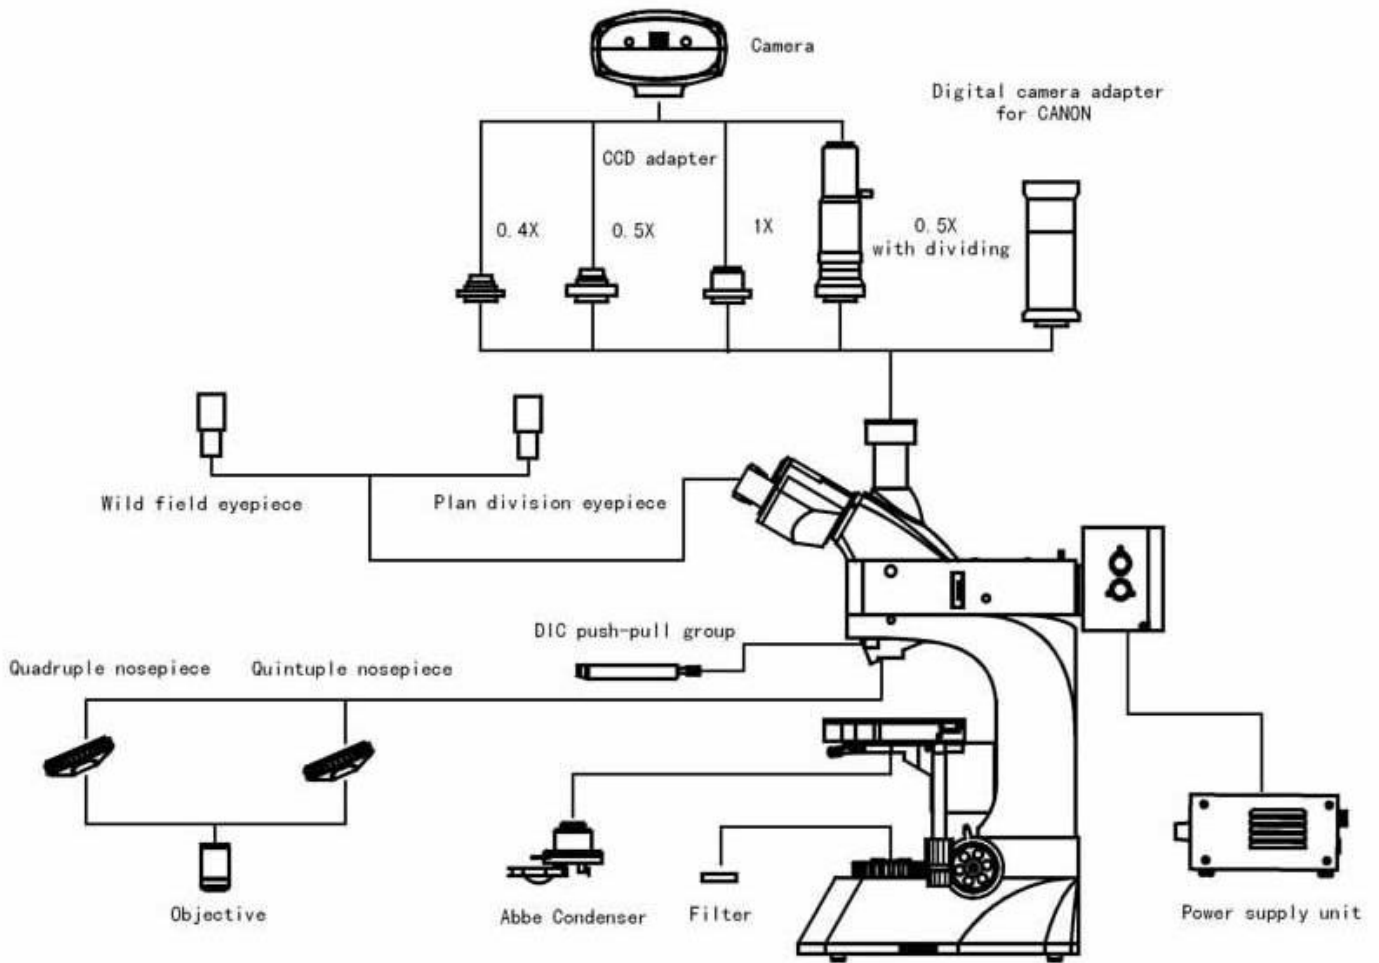 Camera
Digital camera adapter
for CANON
CCD adapter
0.4X
0.5X
1X
0.5X
with dividing
Wild field eyepiece
Plan division eyepiece
DIC push-pull group
Quadruple nosepiece
Quintuple nosepiece
Objective
Abbe Condenser
Filter
Power supply unit